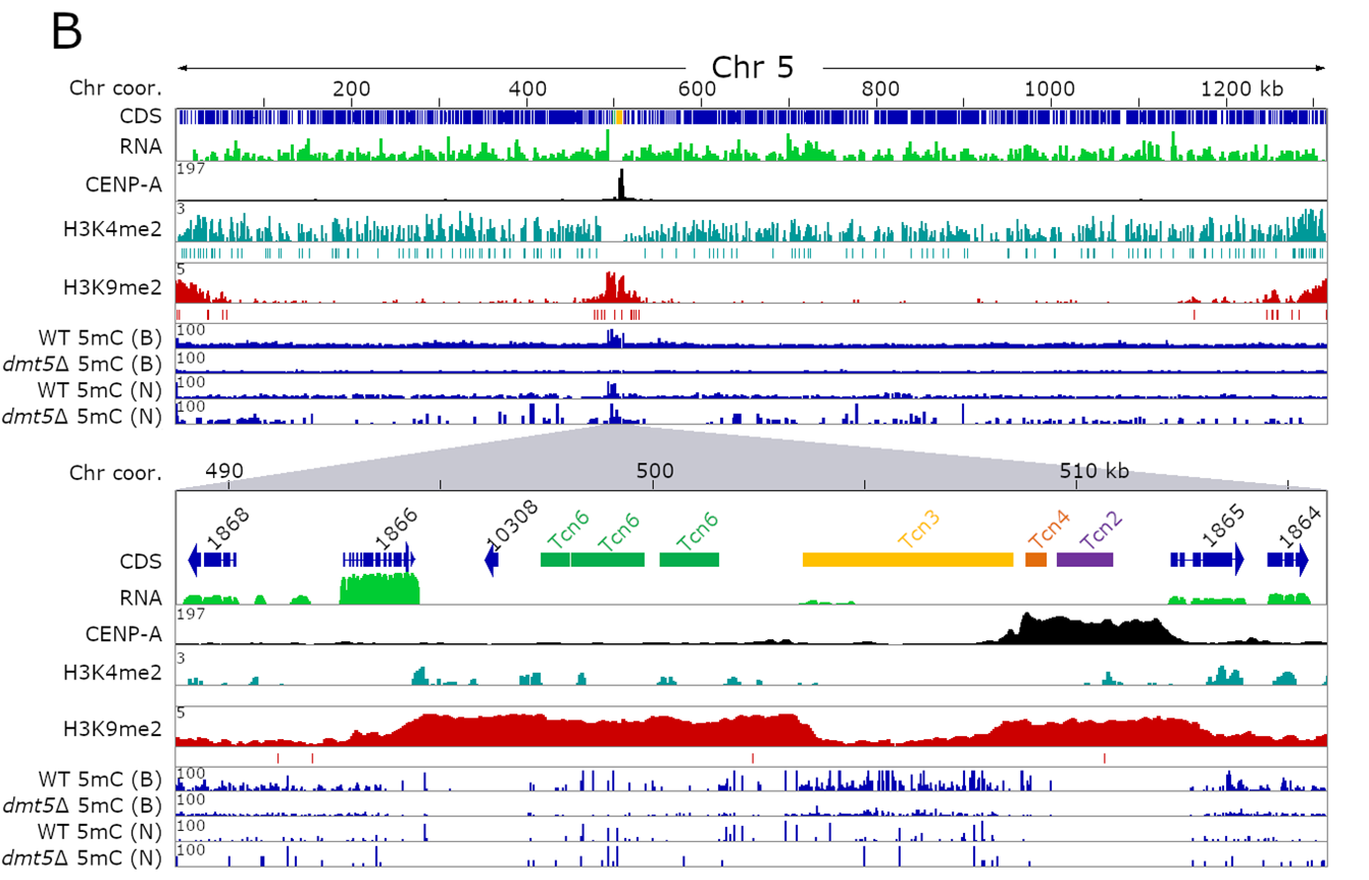 B
Chr 5
Chr coor. 200 400 600 800 1000 1200 kb
CDS
RNA
197
CENP-A
3
H3K4me2
5
H3K9me2
100
WT 5mC (B)
100
dmt5Δ 5mC (B)
100
WT 5mC (N)
100
dmt5Δ 5mC (N)
Chr coor. 490 500 510 kb
1868 1866 10308 Tcn6 Tcn6 Tcn6 Tcn3 Tcn4 Tcn2 1865 1864
CDS
RNA
197
CENP-A
3
H3K4me2
5
H3K9me2
100
WT 5mC (B)
100
dmt5Δ 5mC (B)
100
WT 5mC (N)
100
dmt5Δ 5mC (N)